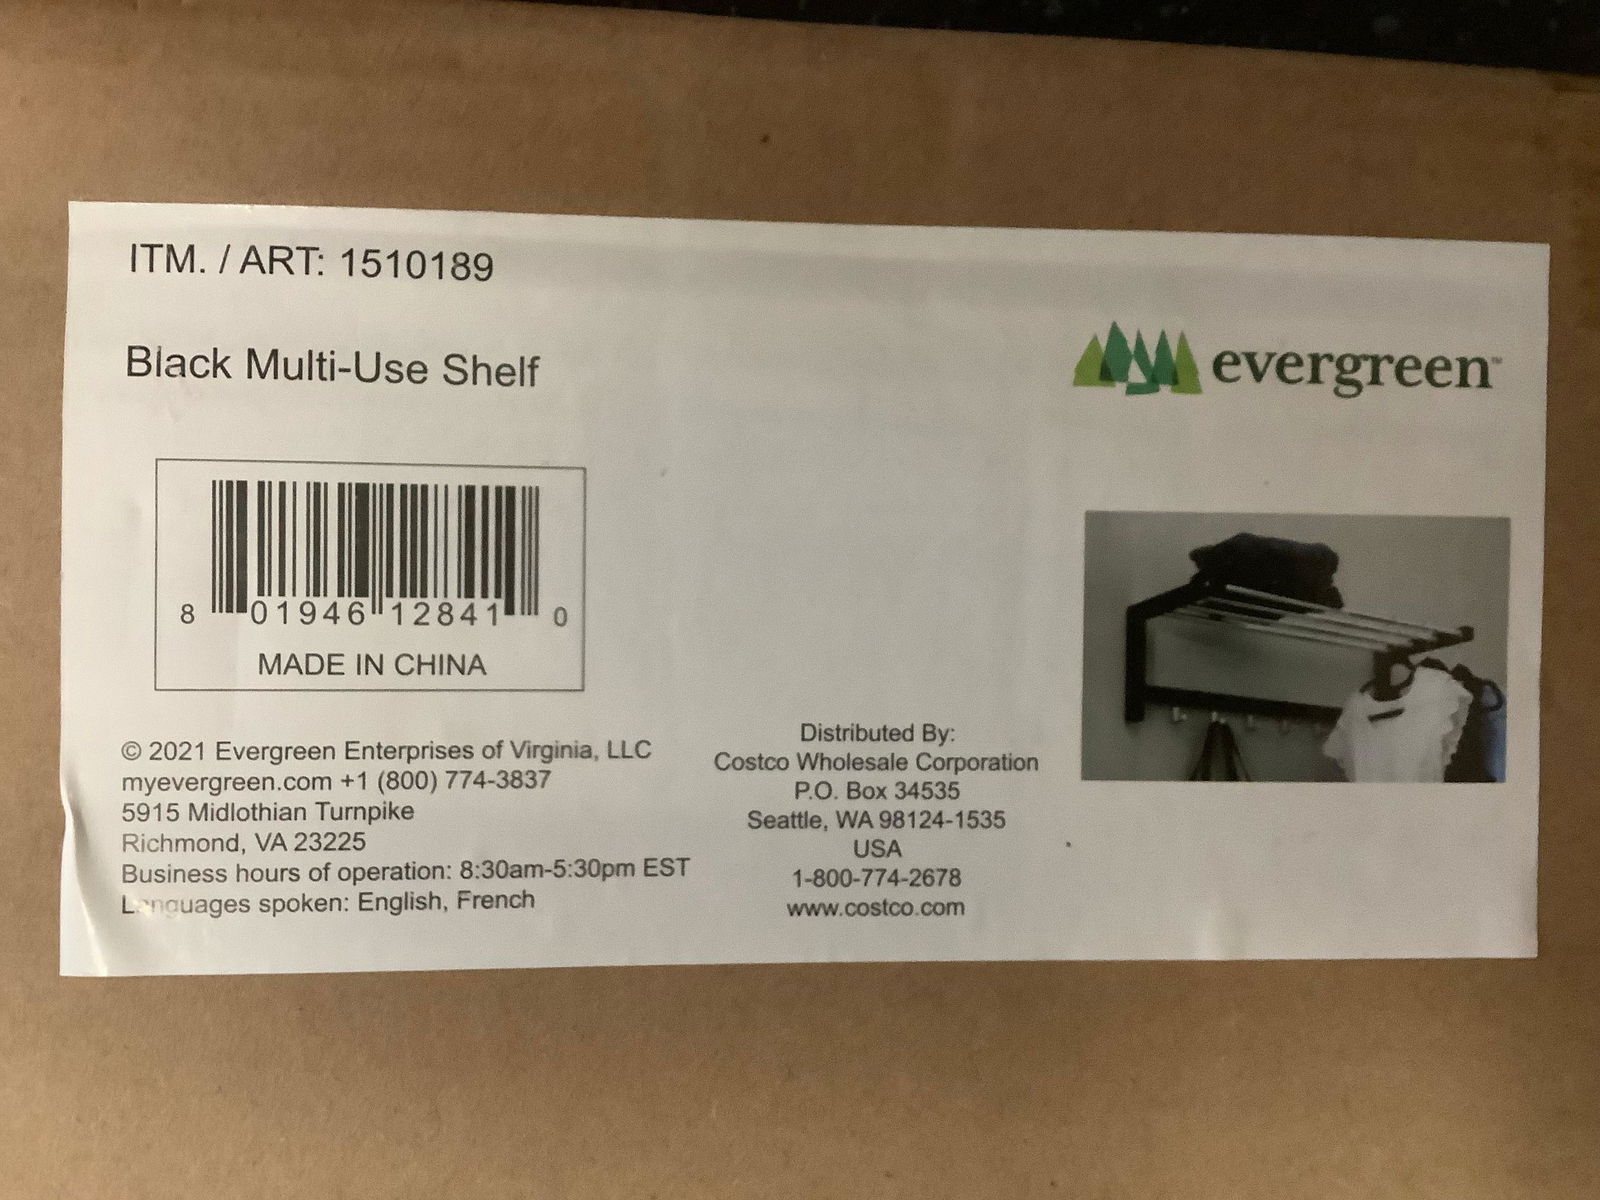 ITM. / ART: 1510189
Black Multi-Use Shelf
evergreen™
8 01946 12841 0
MADE IN CHINA
© 2021 Evergreen Enterprises of Virginia, LLC
myevergreen.com +1 (800) 774-3837
5915 Midlothian Turnpike
Richmond, VA 23225
Business hours of operation: 8:30am-5:30pm EST
Languages spoken: English, French
Distributed By:
Costco Wholesale Corporation
P.O. Box 34535
Seattle, WA 98124-1535
USA
1-800-774-2678
www.costco.com